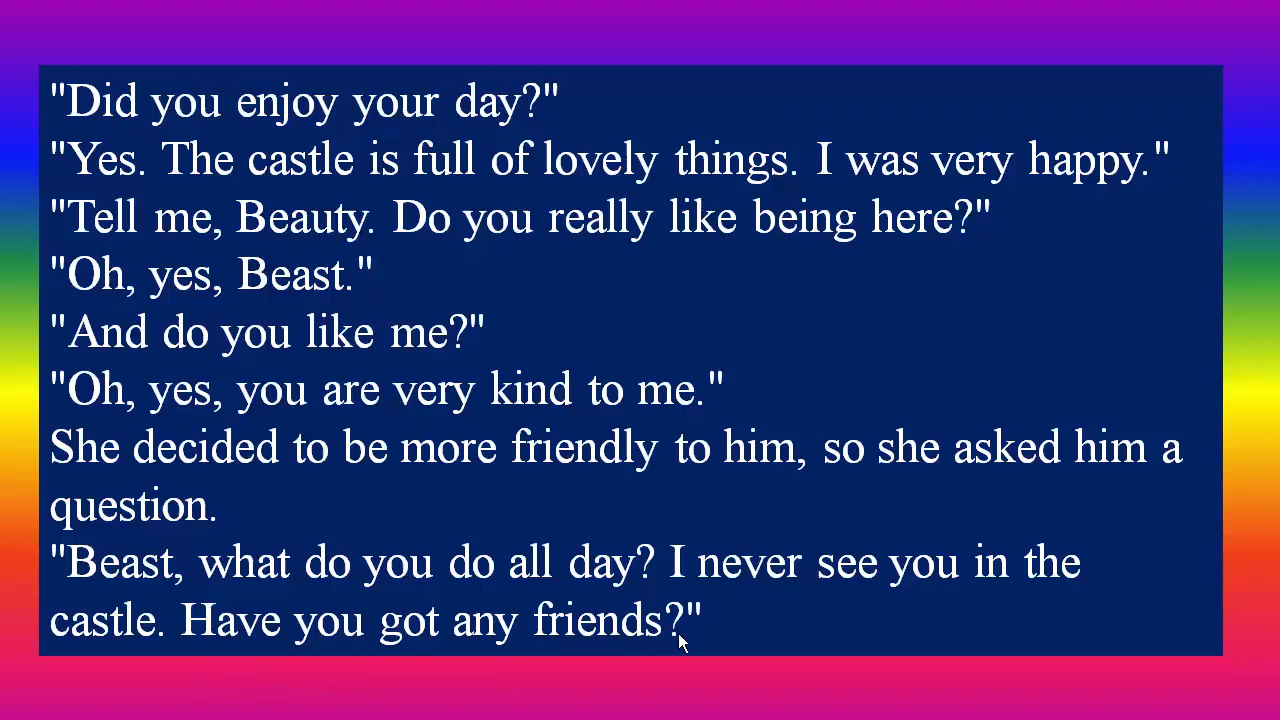 "Did you enjoy your day?"
"Yes. The castle is full of lovely things. I was very happy."
"Tell me, Beauty. Do you really like being here?"
"Oh, yes, Beast."
"And do you like me?"
"Oh, yes, you are very kind to me."
She decided to be more friendly to him, so she asked him a
question.
"Beast, what do you do all day? I never see you in the
castle. Have you got any friends?"